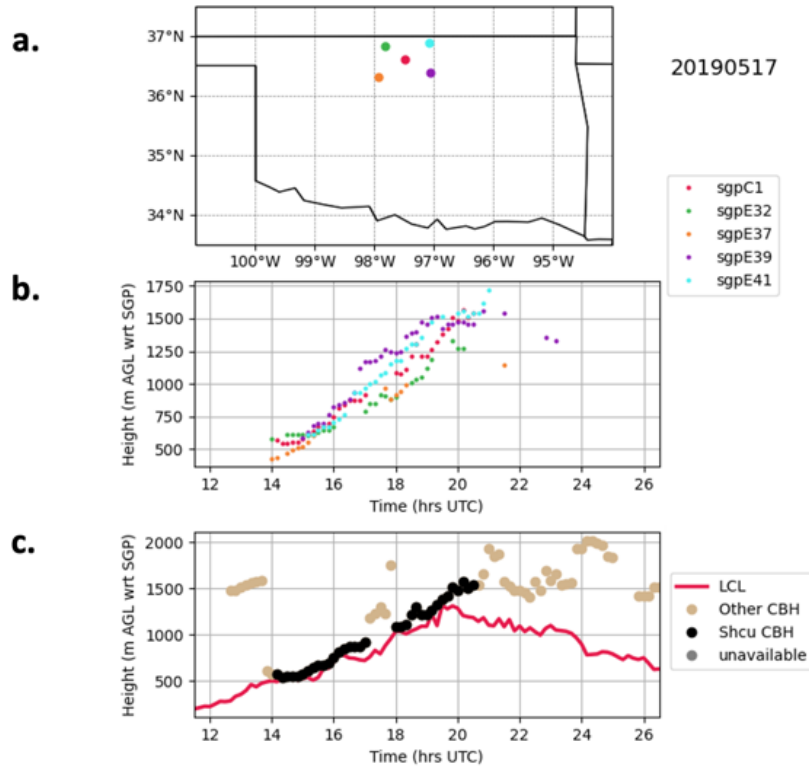 a.
37°N
36°N
35°N
34°N
100°W 99°W 98°W 97°W 96°W 95°W
20190517
sgpC1
sgpE32
sgpE37
sgpE39
sgpE41
b.
Height (m AGL wrt SGP)
1750
1500
1250
1000
750
500
12 14 16 18 20 22 24 26
Time (hrs UTC)
c.
Height (m AGL wrt SGP)
2000
1500
1000
500
12 14 16 18 20 22 24 26
Time (hrs UTC)
LCL
Other CBH
Shcu CBH
unavailable